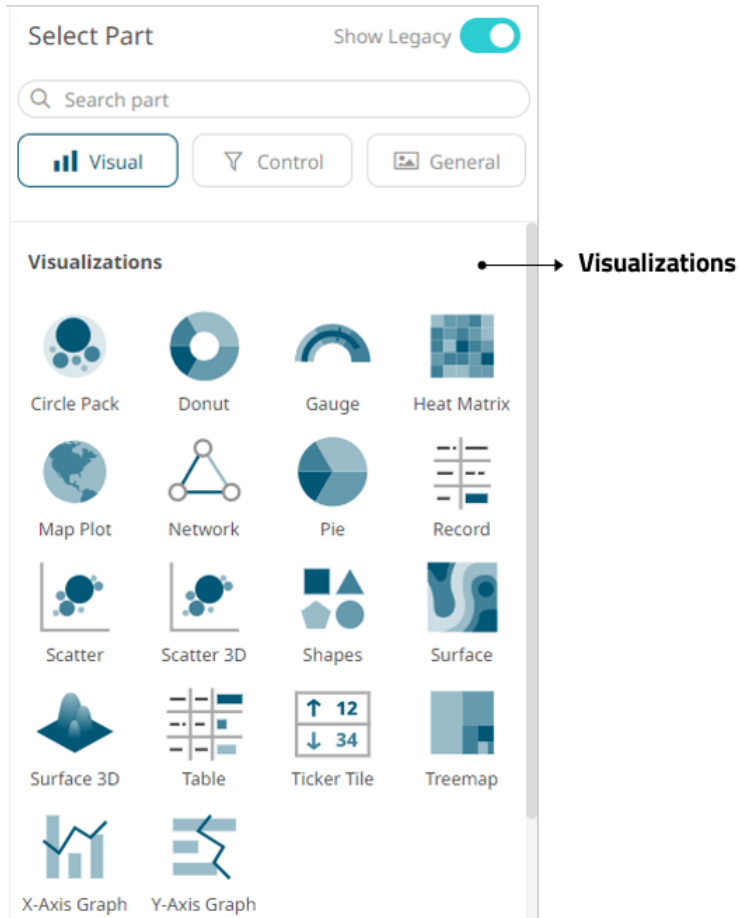 Select Part Show Legacy
Search part
Visual Control General
Visualizations
Visualizations
Circle Pack Donut Gauge Heat Matrix
Map Plot Network Pie Record
Scatter Scatter 3D Shapes Surface
12
34
Surface 3D Table Ticker Tile Treemap
X-Axis Graph Y-Axis Graph